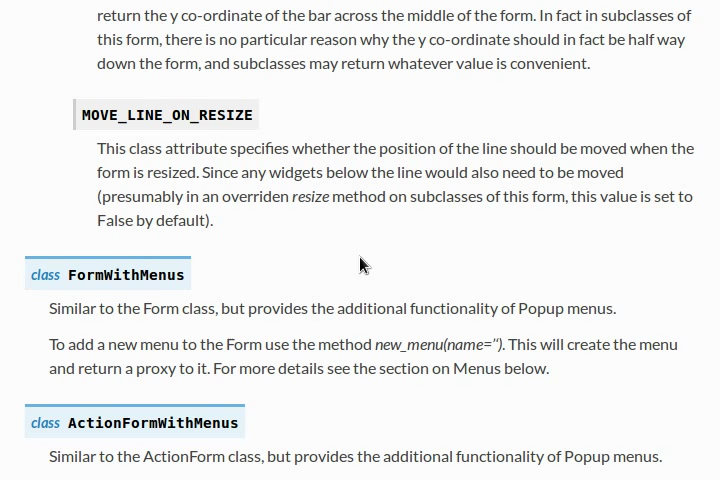 return the y co-ordinate of the bar across the middle of the form. In fact in subclasses of
this form, there is no particular reason why the y co-ordinate should in fact be half way
down the form, and subclasses may return whatever value is convenient.
MOVE_LINE_ON_RESIZE
This class attribute specifies whether the position of the line should be moved when the
form is resized. Since any widgets below the line would also need to be moved
(presumably in an overriden resize method on subclasses of this form, this value is set to
False by default).
class FormWithMenus
Similar to the Form class, but provides the additional functionality of Popup menus.
To add a new menu to the Form use the method new_menu(name=''). This will create the menu
and return a proxy to it. For more details see the section on Menus below.
class ActionFormWithMenus
Similar to the ActionForm class, but provides the additional functionality of Popup menus.